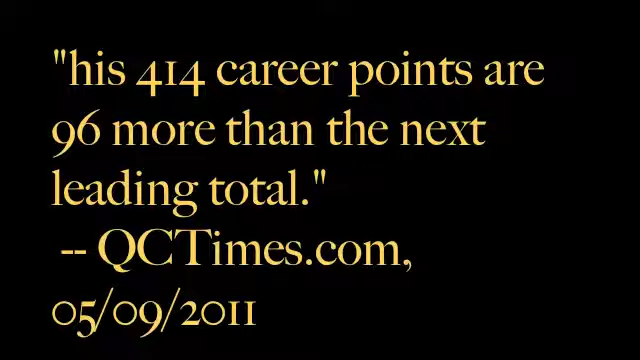 "his 414 career points are
96 more than the next
leading total."
-- QCTimes.com,
05/09/2011